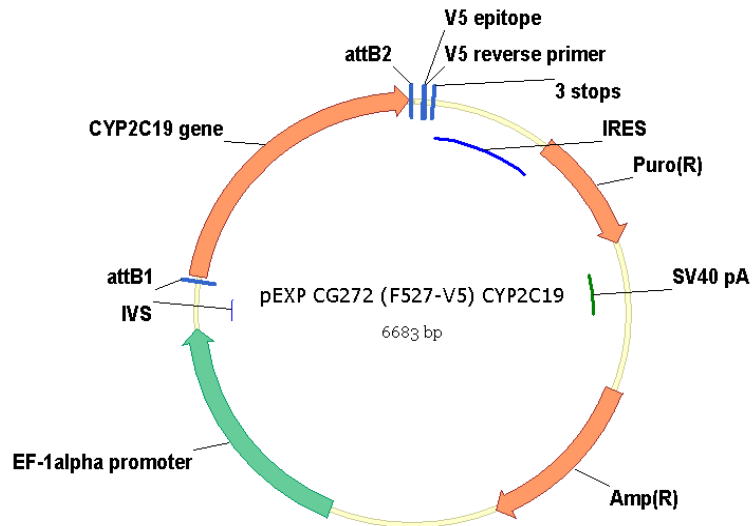 V5 epitope
attB2
V5 reverse primer
3 stops
CYP2C19 gene
IRES
Puro(R)
attB1
SV40 pA
IVS
pEXP CG272 (F527-V5) CYP2C19
6683 bp
EF-1alpha promoter
Amp(R)